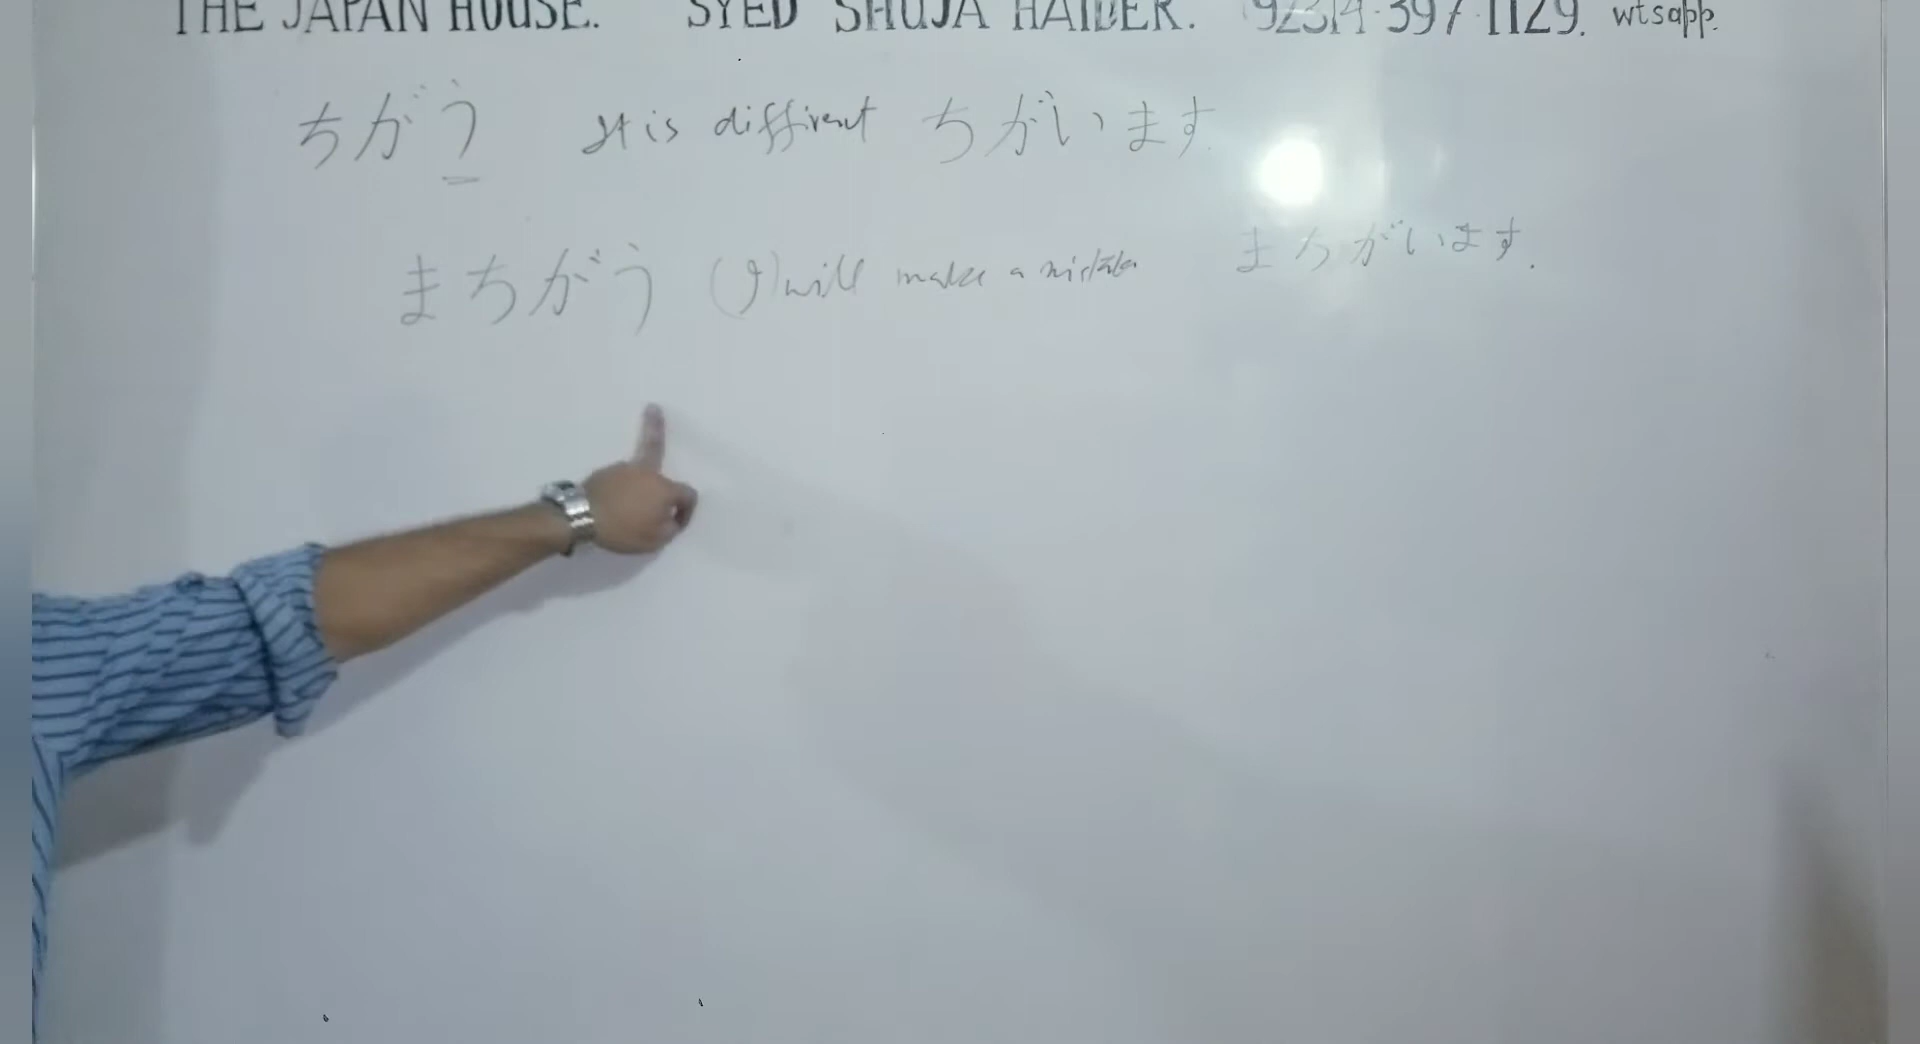 THE JAPAN HOUSE. SYED SHUJA HAIDER. 92314-397-1129. wtsapp.
ちがう It is diffirent ちがいます.
まちがう (I) will make a mistake まちがいます.